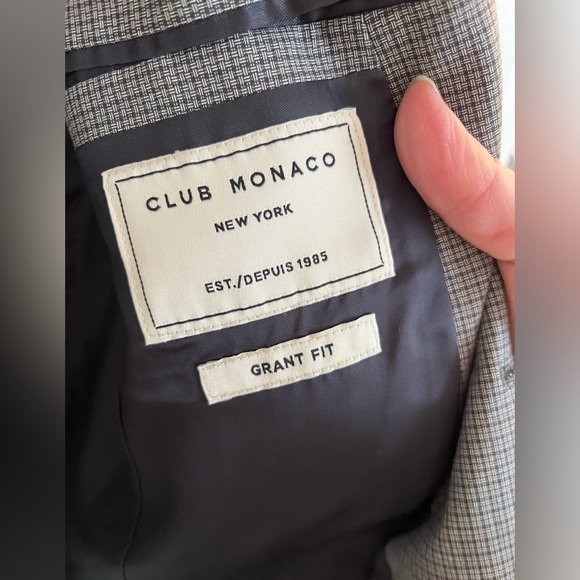 CLUB MONACO
NEW YORK
EST./DEPUIS 1985
GRANT FIT